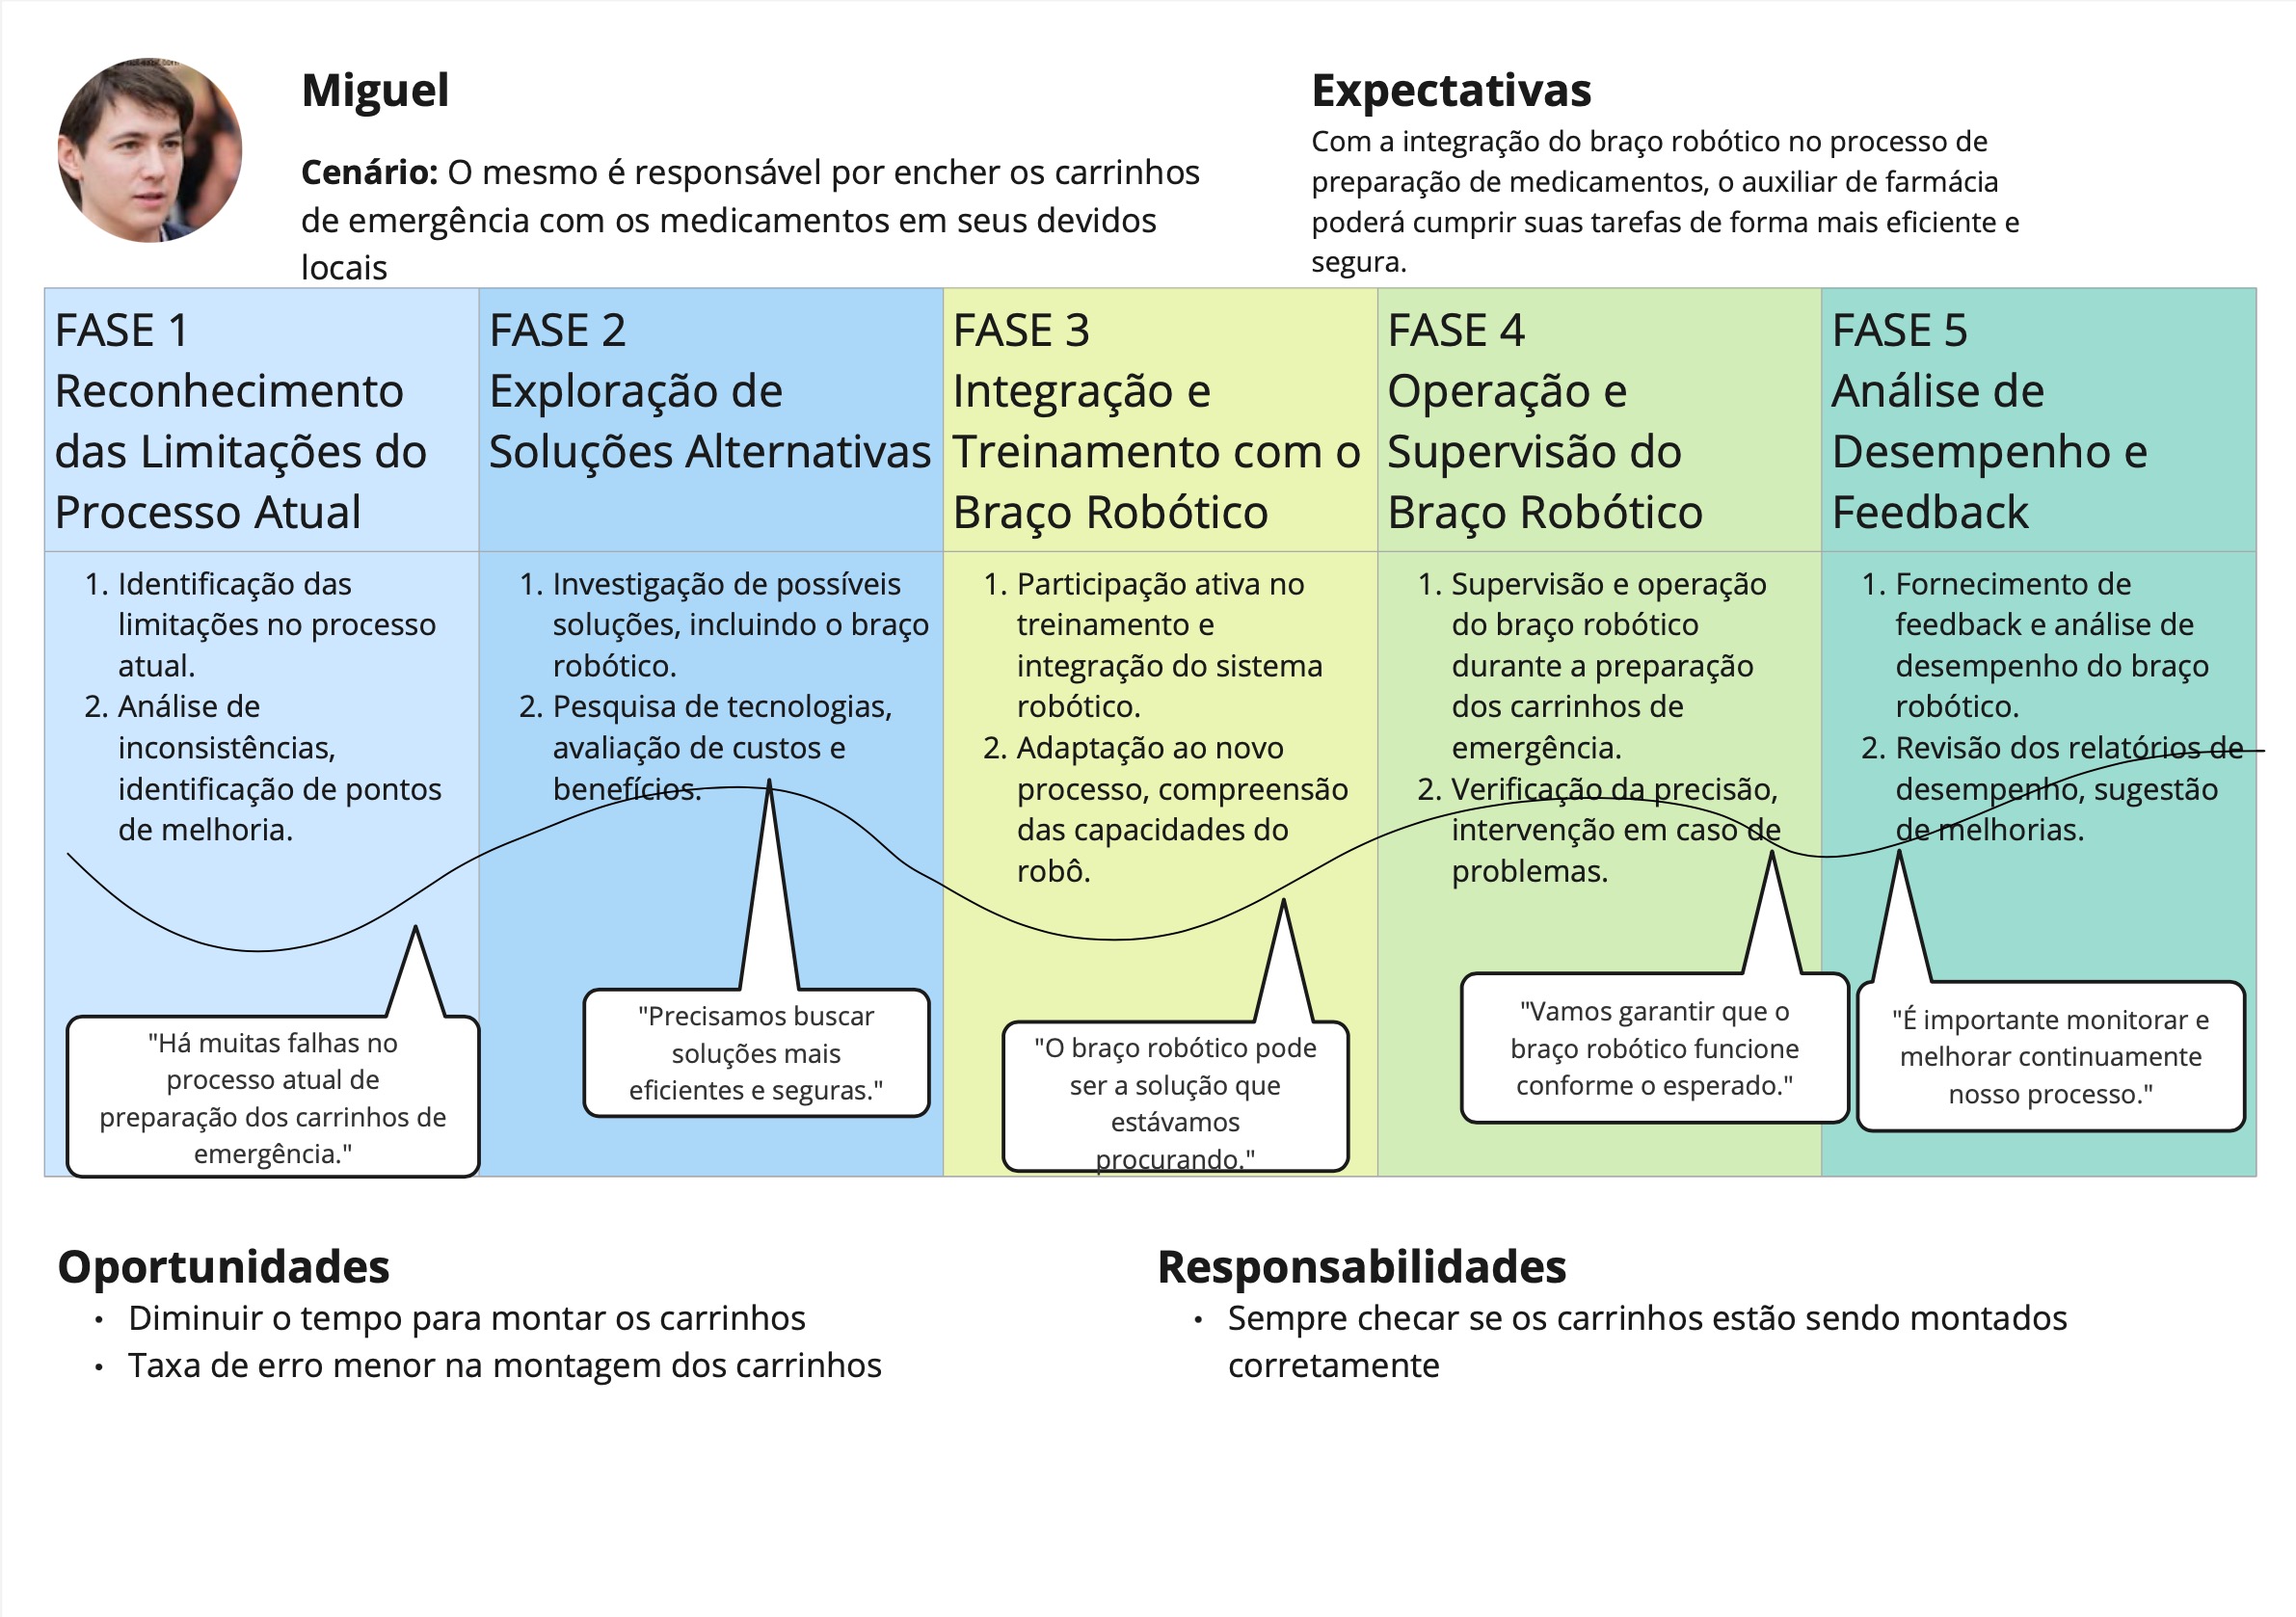 Miguel
Cenário: O mesmo é responsável por encher os carrinhos
de emergência com os medicamentos em seus devidos
locais
Expectativas
Com a integração do braço robótico no processo de
preparação de medicamentos, o auxiliar de farmácia
poderá cumprir suas tarefas de forma mais eficiente e
segura.
FASE 1
Reconhecimento
das Limitações do
Processo Atual
FASE 2
Exploração de
Soluções Alternativas
FASE 3
Integração e
Treinamento com o
Braço Robótico
FASE 4
Operação e
Supervisão do
Braço Robótico
FASE 5
Análise de
Desempenho e
Feedback
1. Identificação das
limitações no processo
atual.
2. Análise de
inconsistências,
identificação de pontos
de melhoria.
1. Investigação de possíveis
soluções, incluindo o braço
robótico.
2. Pesquisa de tecnologias,
avaliação de custos e
benefícios.
1. Participação ativa no
treinamento e
integração do sistema
robótico.
2. Adaptação ao novo
processo, compreensão
das capacidades do
robô.
1. Supervisão e operação
do braço robótico
durante a preparação
dos carrinhos de
emergência.
2. Verificação da precisão,
intervenção em caso de
problemas.
1. Fornecimento de
feedback e análise de
desempenho do braço
robótico.
2. Revisão dos relatórios de
desempenho, sugestão
de melhorias.
"Há muitas falhas no
processo atual de
preparação dos carrinhos de
emergência."
"Precisamos buscar
soluções mais
eficientes e seguras."
"O braço robótico pode
ser a solução que
estávamos
procurando."
"Vamos garantir que o
braço robótico funcione
conforme o esperado."
"É importante monitorar e
melhorar continuamente
nosso processo."
Oportunidades
• Diminuir o tempo para montar os carrinhos
• Taxa de erro menor na montagem dos carrinhos
Responsabilidades
• Sempre checar se os carrinhos estão sendo montados
corretamente